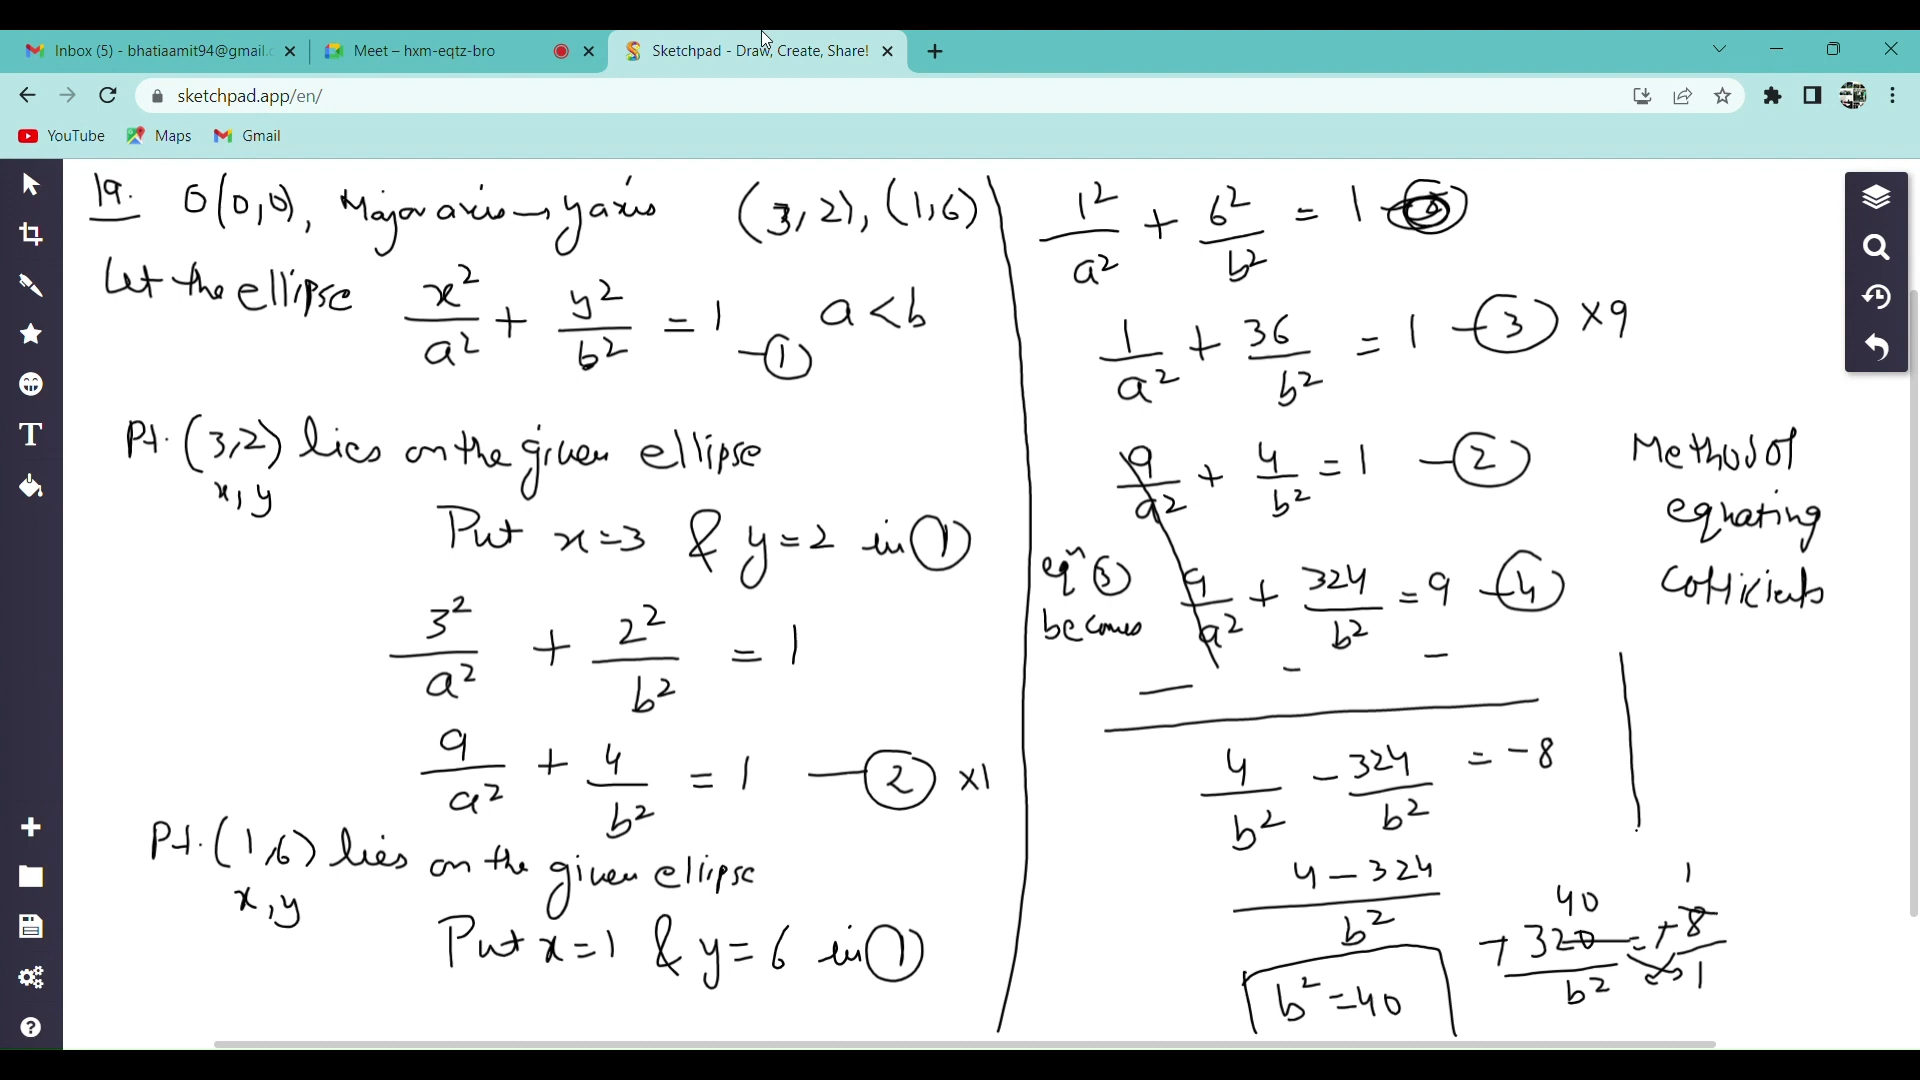 Inbox (5) - bhatiaamit94@gmail.c
Meet – hxm-eqtz-bro
Sketchpad - Draw, Create, Share!
sketchpad.app/en/
YouTube
Maps
Gmail
19. O(0,0), Major axis → y axis (3,2), (1,6)
Let the ellipse x²/a² + y²/b² = 1 —① a < b
Pt. (3,2) lies on the given ellipse
x, y
Put x=3 & y=2 in ①
3²/a² + 2²/b² = 1
9/a² + 4/b² = 1 —② ×1
Pt. (1,6) lies on the given ellipse
x, y
Put x=1 & y=6 in ①
1²/a² + 6²/b² = 1
1/a² + 36/b² = 1 —③ ×9
9/a² + 4/b² = 1 —②
Method of
equating
coefficients
eqⁿ ③
becomes
9/a² + 324/b² = 9 —④
— - -
4/b² - 324/b² = -8
4 - 324/b²
+320/b² = +8/1
40
1
b² = 40